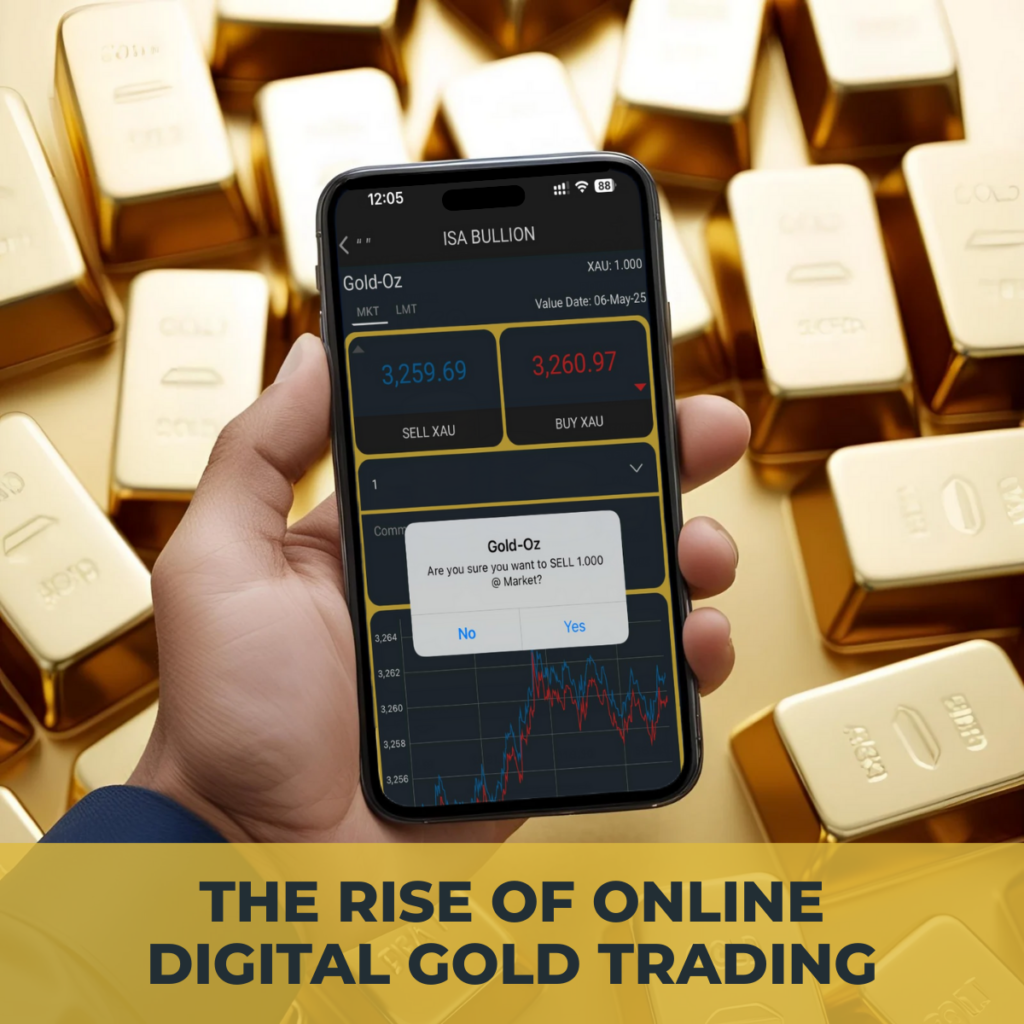 12:05
88
ISA BULLION
Gold-Oz
XAU: 1.000
MKT LMT
Value Date: 06-May-25
3,259.69
3,260.97
SELL XAU
BUY XAU
1
Gold-Oz
Are you sure you want to SELL 1.000
@ Market?
No
Yes
3,264
3,262
3,260
3,258
3,256
THE RISE OF ONLINE
DIGITAL GOLD TRADING